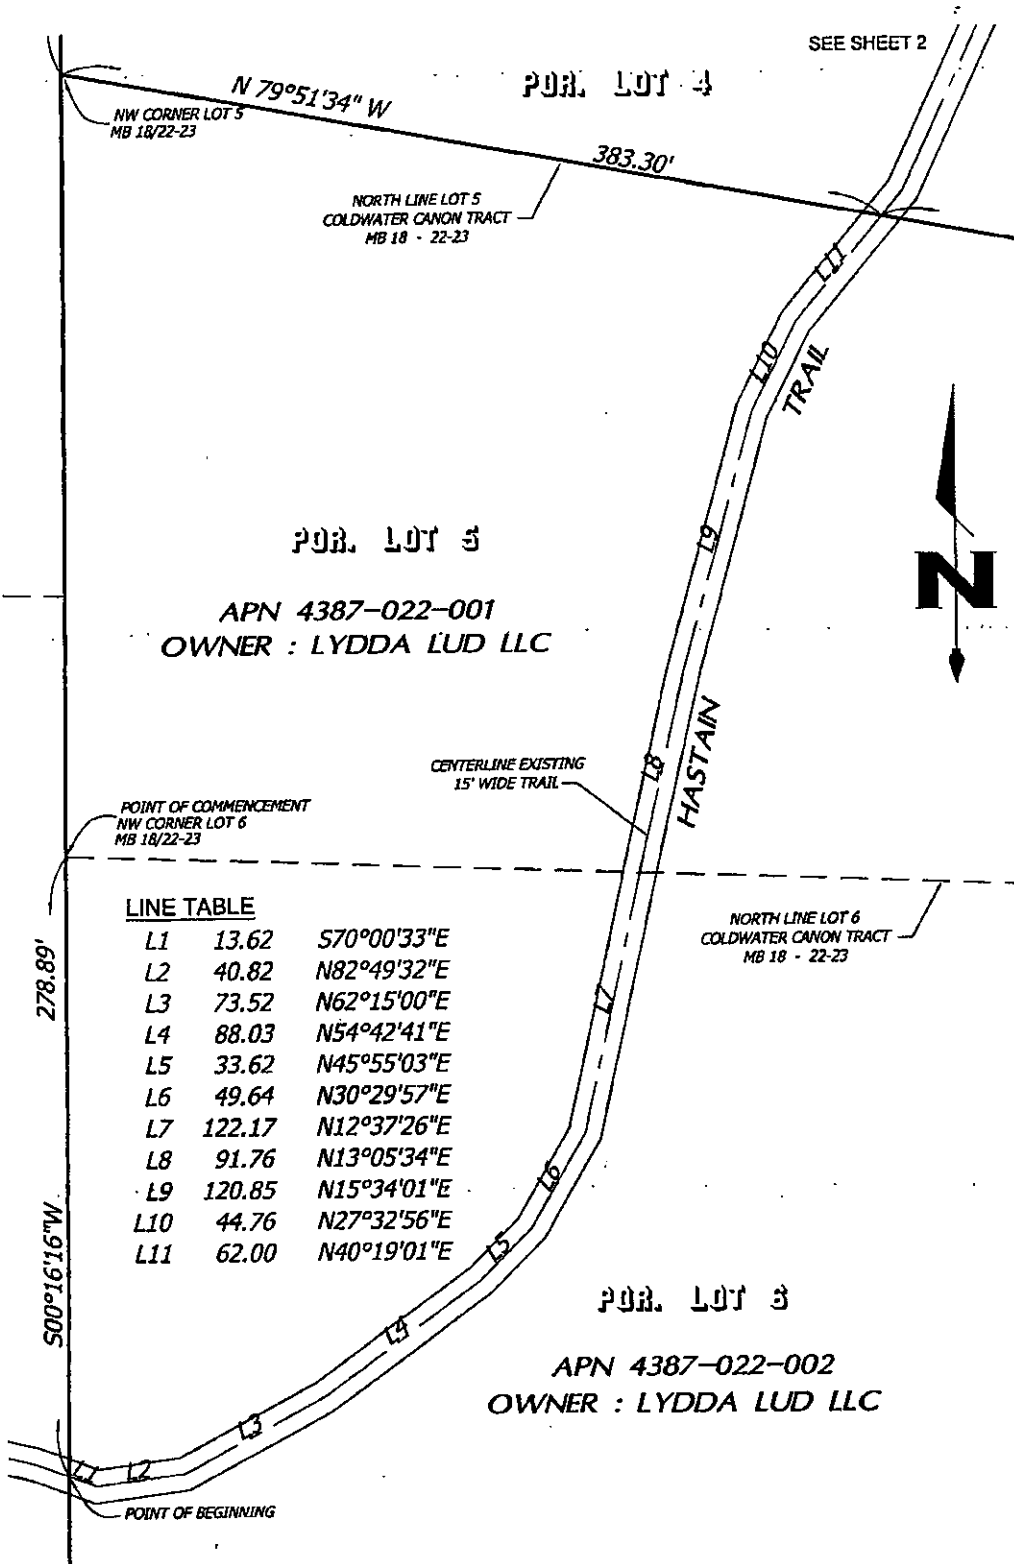 SEE SHEET 2
POR. LOT 4
N 79°51'34" W
383.30'
NW CORNER LOT 5
MB 18/22-23
NORTH LINE LOT 5
COLDWATER CANON TRACT
MB 18 - 22-23
L11
L10
TRAIL
L9
POR. LOT 5
APN 4387-022-001
OWNER : LYDDA LUD LLC
N
HASTAIN
L8
CENTERLINE EXISTING
15' WIDE TRAIL
POINT OF COMMENCEMENT
NW CORNER LOT 6
MB 18/22-23
NORTH LINE LOT 6
COLDWATER CANON TRACT
MB 18 - 22-23
278.89'
S00°16'16"W
LINE TABLE
L1 13.62 S70°00'33"E
L2 40.82 N82°49'32"E
L3 73.52 N62°15'00"E
L4 88.03 N54°42'41"E
L5 33.62 N45°55'03"E
L6 49.64 N30°29'57"E
L7 122.17 N12°37'26"E
L8 91.76 N13°05'34"E
L9 120.85 N15°34'01"E
L10 44.76 N27°32'56"E
L11 62.00 N40°19'01"E
L7
L6
L5
L4
L3
L1 L2
POR. LOT 6
APN 4387-022-002
OWNER : LYDDA LUD LLC
POINT OF BEGINNING